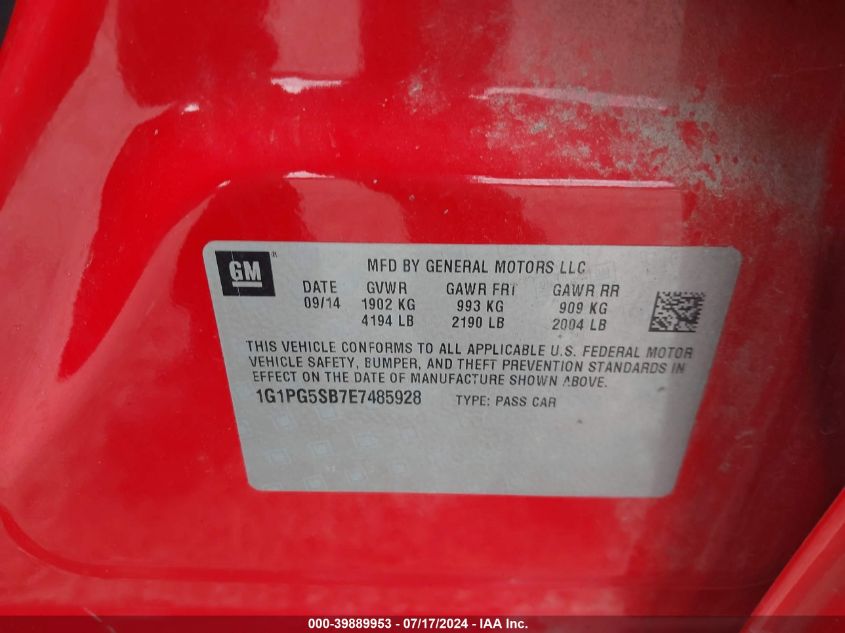 GM ®
MFD BY GENERAL MOTORS LLC
DATE GVWR GAWR FRT GAWR RR
09/14 1902 KG 993 KG 909 KG
4194 LB 2190 LB 2004 LB
THIS VEHICLE CONFORMS TO ALL APPLICABLE U.S. FEDERAL MOTOR
VEHICLE SAFETY, BUMPER, AND THEFT PREVENTION STANDARDS IN
EFFECT ON THE DATE OF MANUFACTURE SHOWN ABOVE.
1G1PG5SB7E7485928 TYPE: PASS CAR
000-39889953 - 07/17/2024 - IAA Inc.